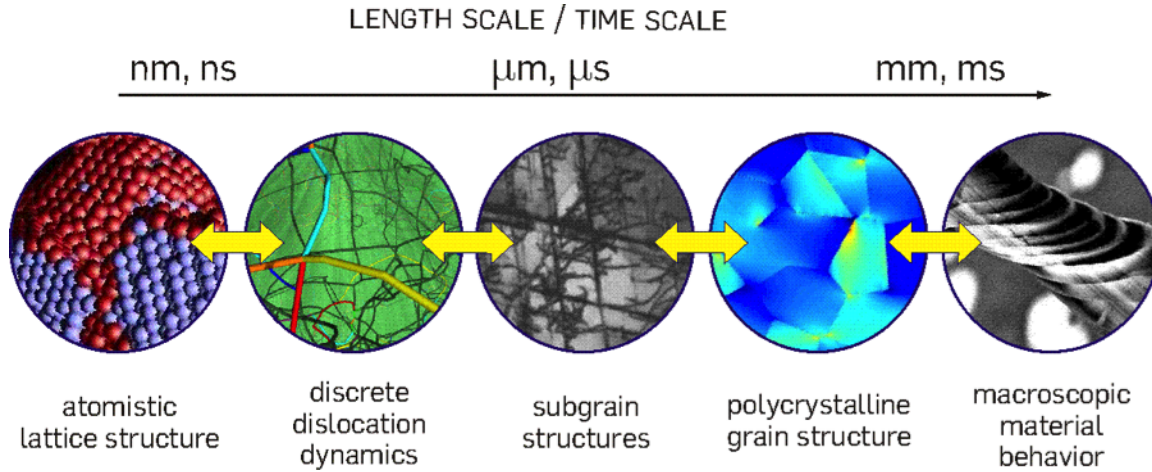 LENGTH SCALE / TIME SCALE
nm, ns
μm, μs
mm, ms
atomistic
lattice structure
discrete
dislocation
dynamics
subgrain
structures
polycrystalline
grain structure
macroscopic
material
behavior